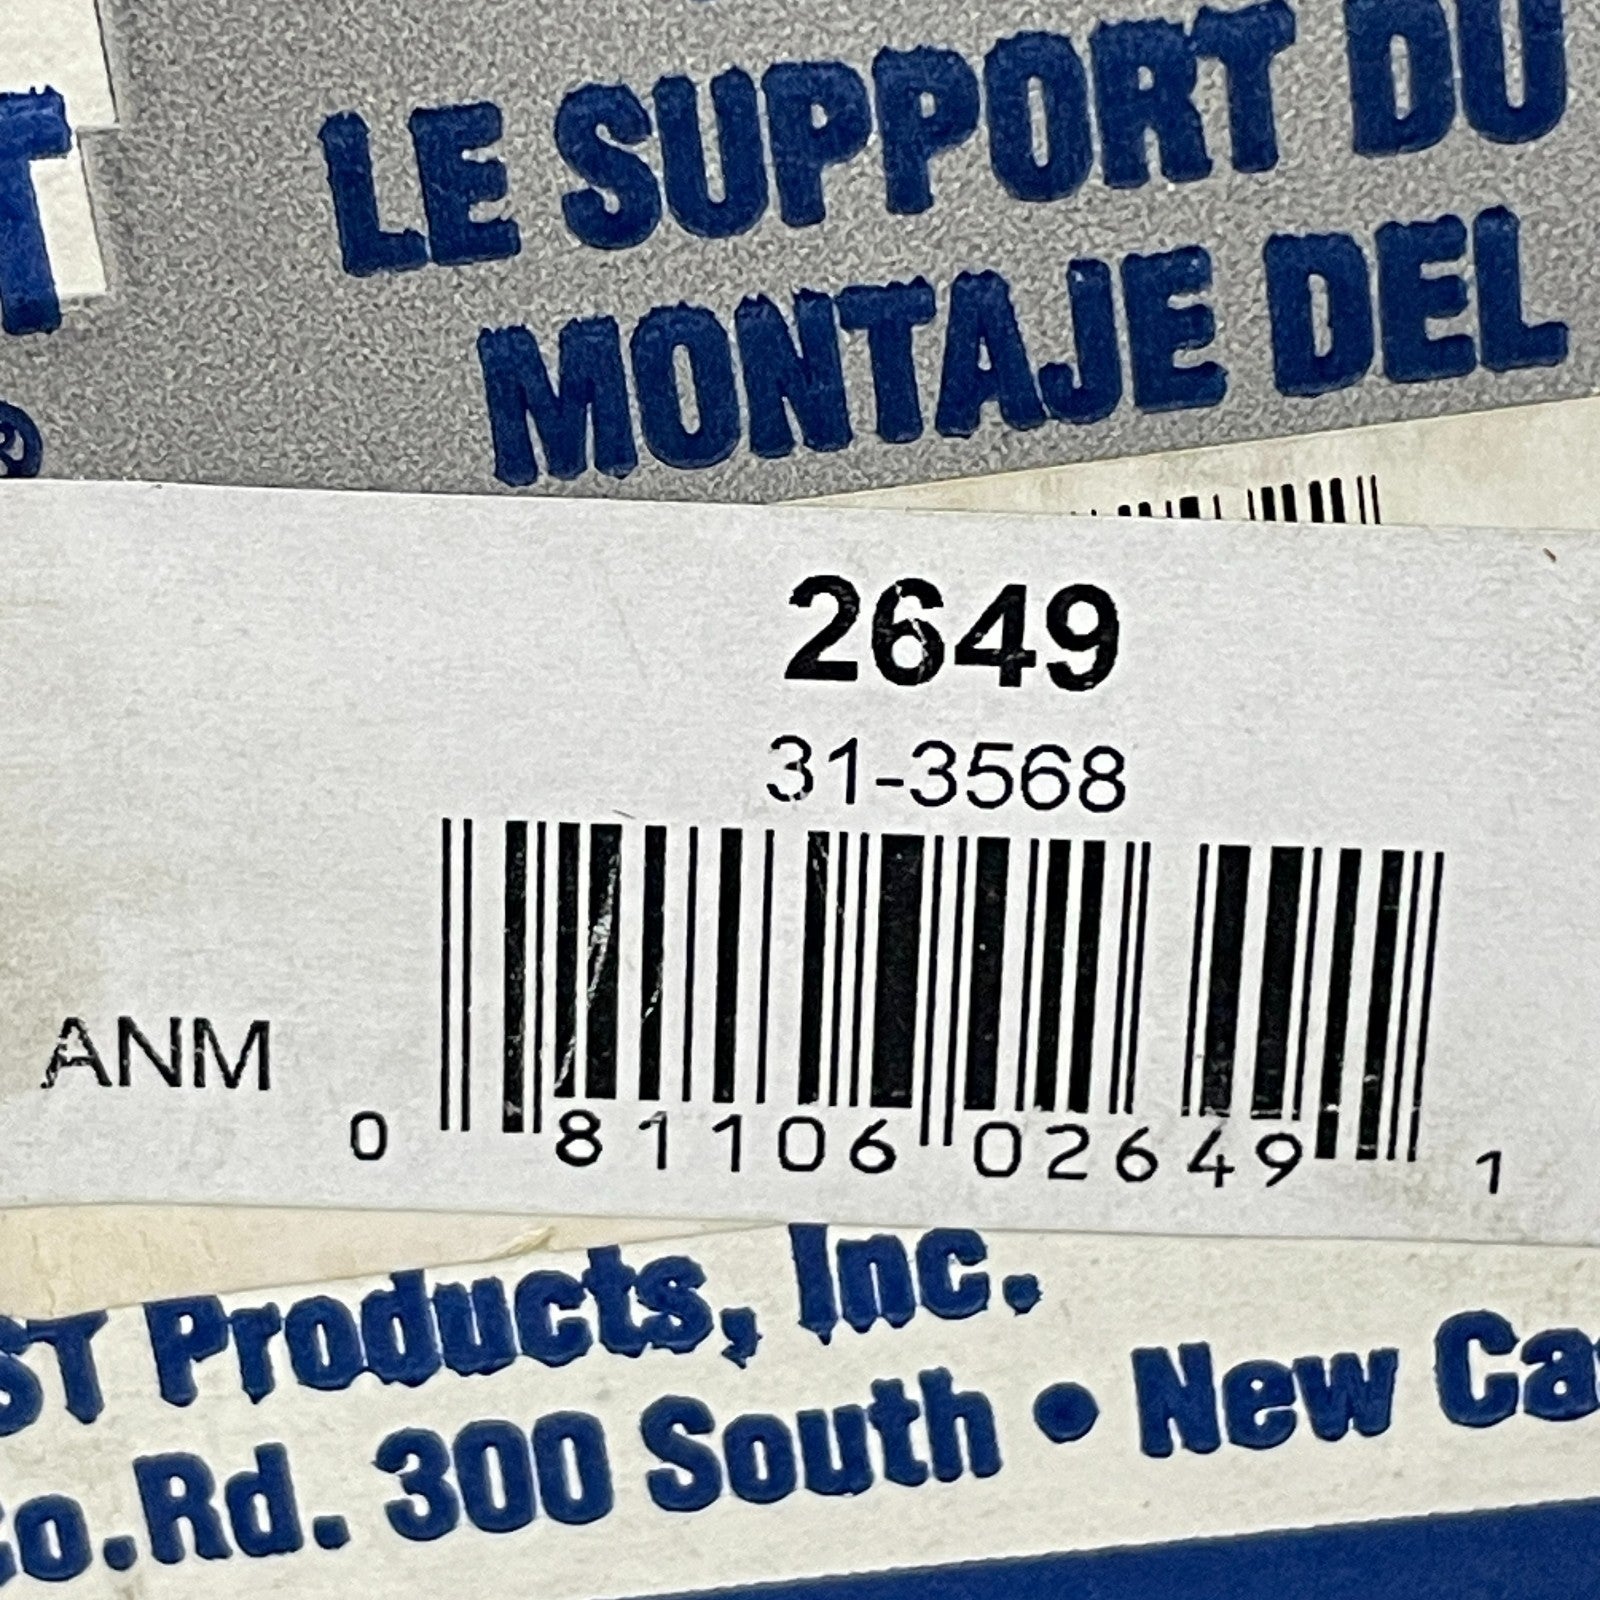 T
LE SUPPORT DU
MONTAJE DEL
®
2649
31-3568
ANM
0 81106 02649 1
ST Products, Inc.
Co.Rd. 300 South • New Ca